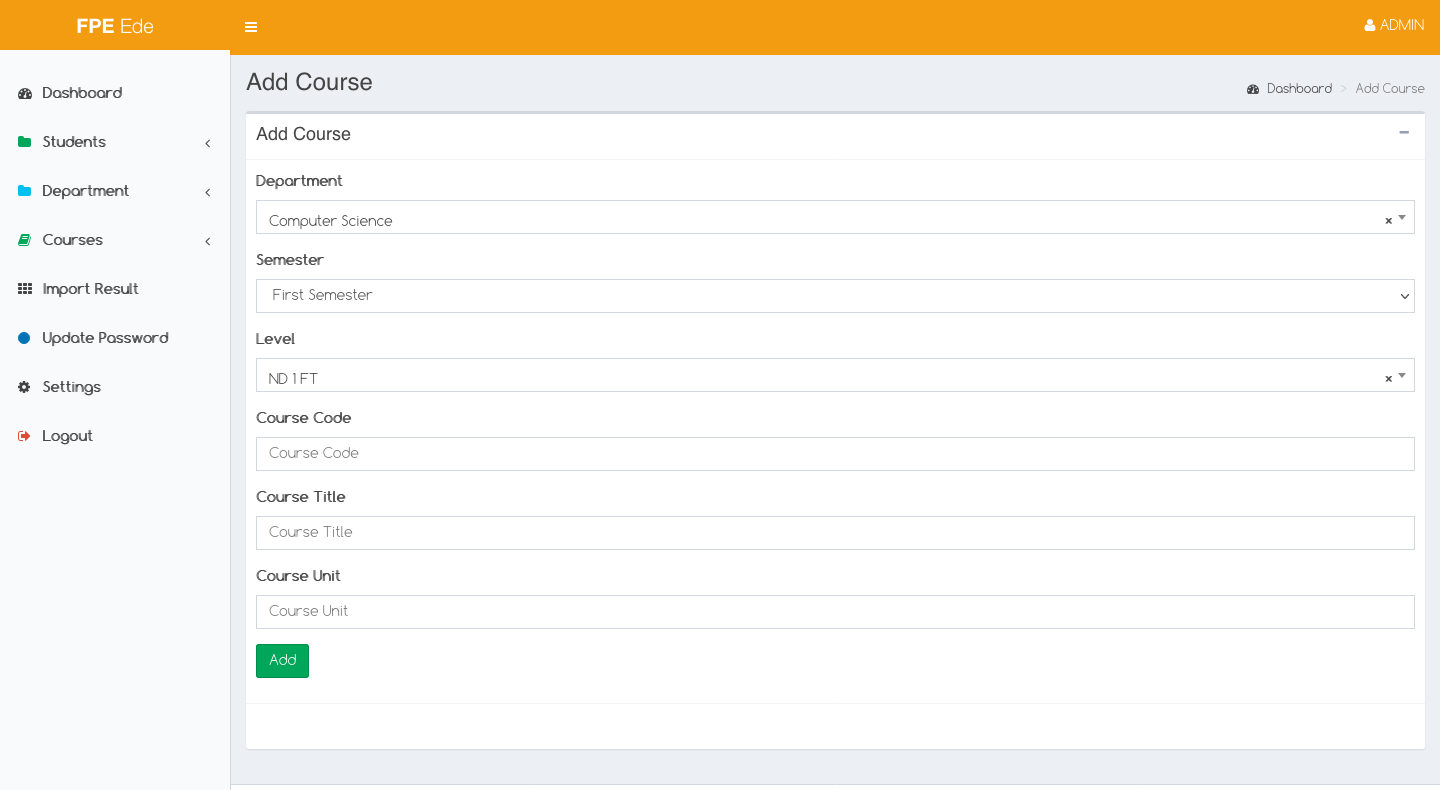 FPE Ede
ADMIN
Dashboard
Students
Department
Courses
Import Result
Update Password
Settings
Logout
Add Course
Dashboard > Add Course
Add Course
Department
Computer Science
×
Semester
First Semester
Level
ND 1 FT
×
Course Code
Course Code
Course Title
Course Title
Course Unit
Course Unit
Add